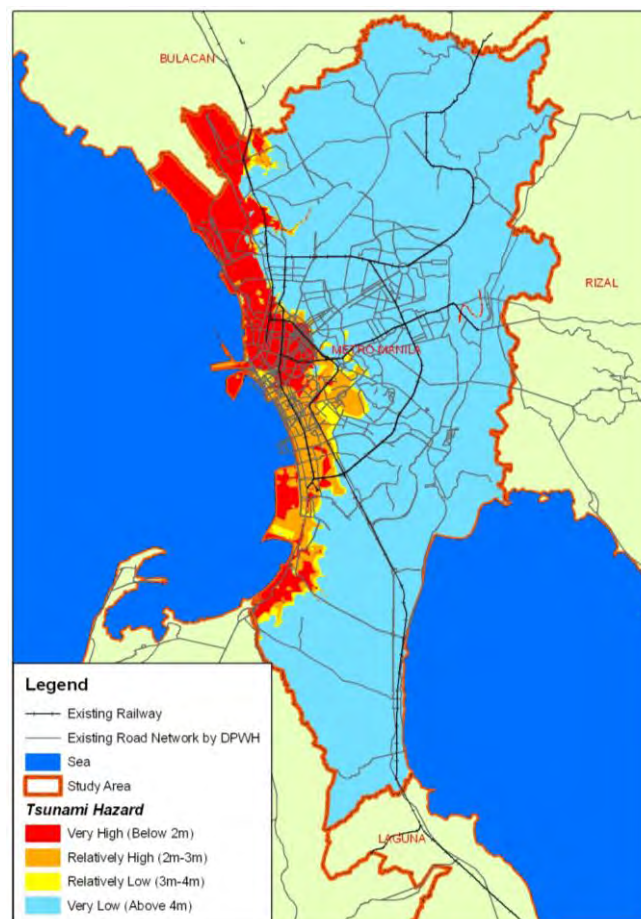 BULACAN
RIZAL
METRO MANILA
LAGUNA
Legend
Existing Railway
Existing Road Network by DPWH
Sea
Study Area
Tsunami Hazard
Very High (Below 2m)
Relatively High (2m-3m)
Relatively Low (3m-4m)
Very Low (Above 4m)